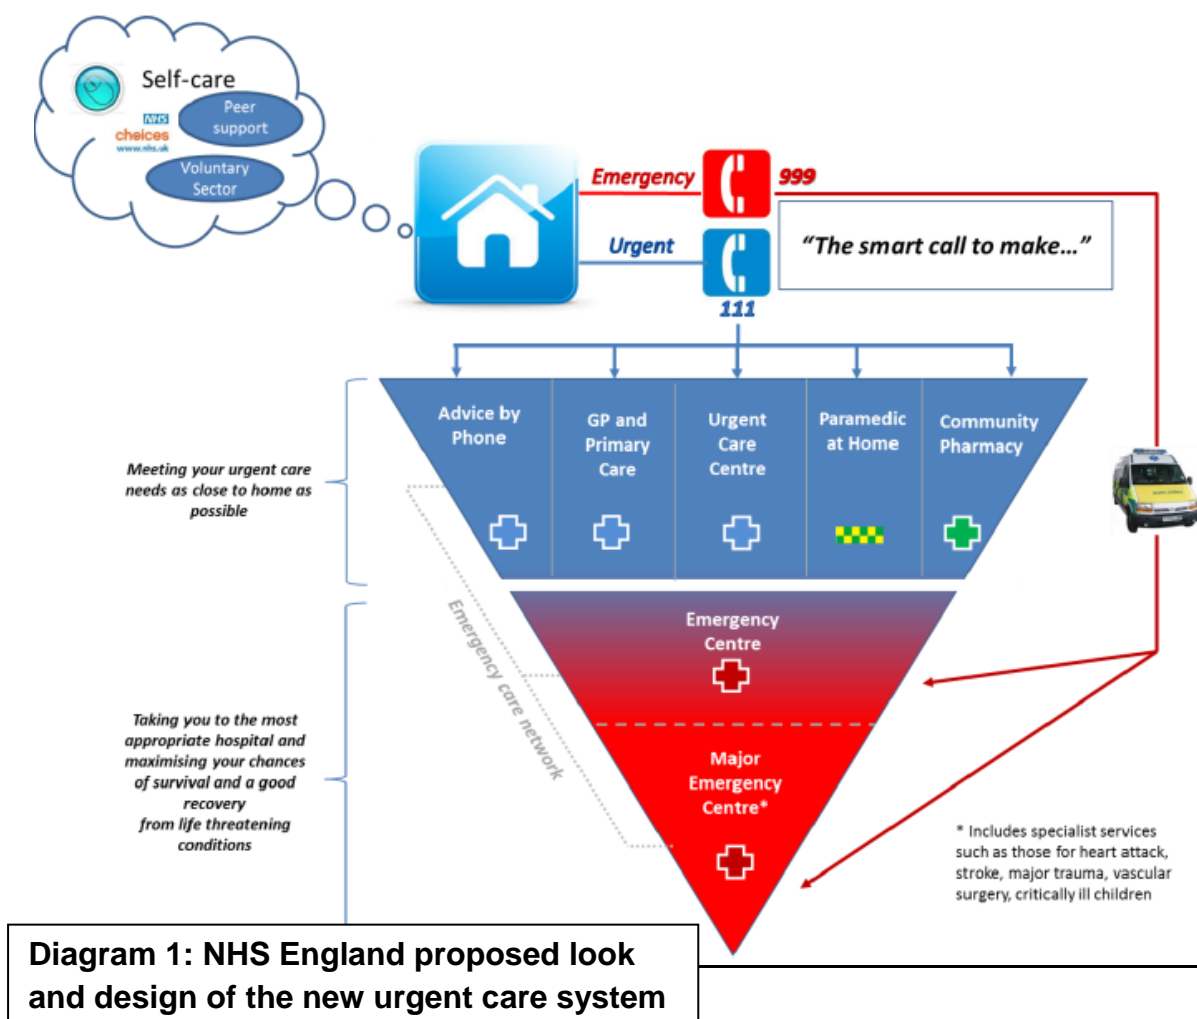 Self-care
Peer
support
NHS
choices
www.nhs.uk
Voluntary
Sector
Emergency
999
Urgent
111
"The smart call to make…"
Advice by
Phone
GP and
Primary
Care
Urgent
Care
Centre
Paramedic
at Home
Community
Pharmacy
Meeting your urgent care
needs as close to home as
possible
Emergency care network
Emergency
Centre
Taking you to the most
appropriate hospital and
maximising your chances
of survival and a good
recovery
from life threatening
conditions
Major
Emergency
Centre*
* Includes specialist services
such as those for heart attack,
stroke, major trauma, vascular
surgery, critically ill children
Diagram 1: NHS England proposed look
and design of the new urgent care system